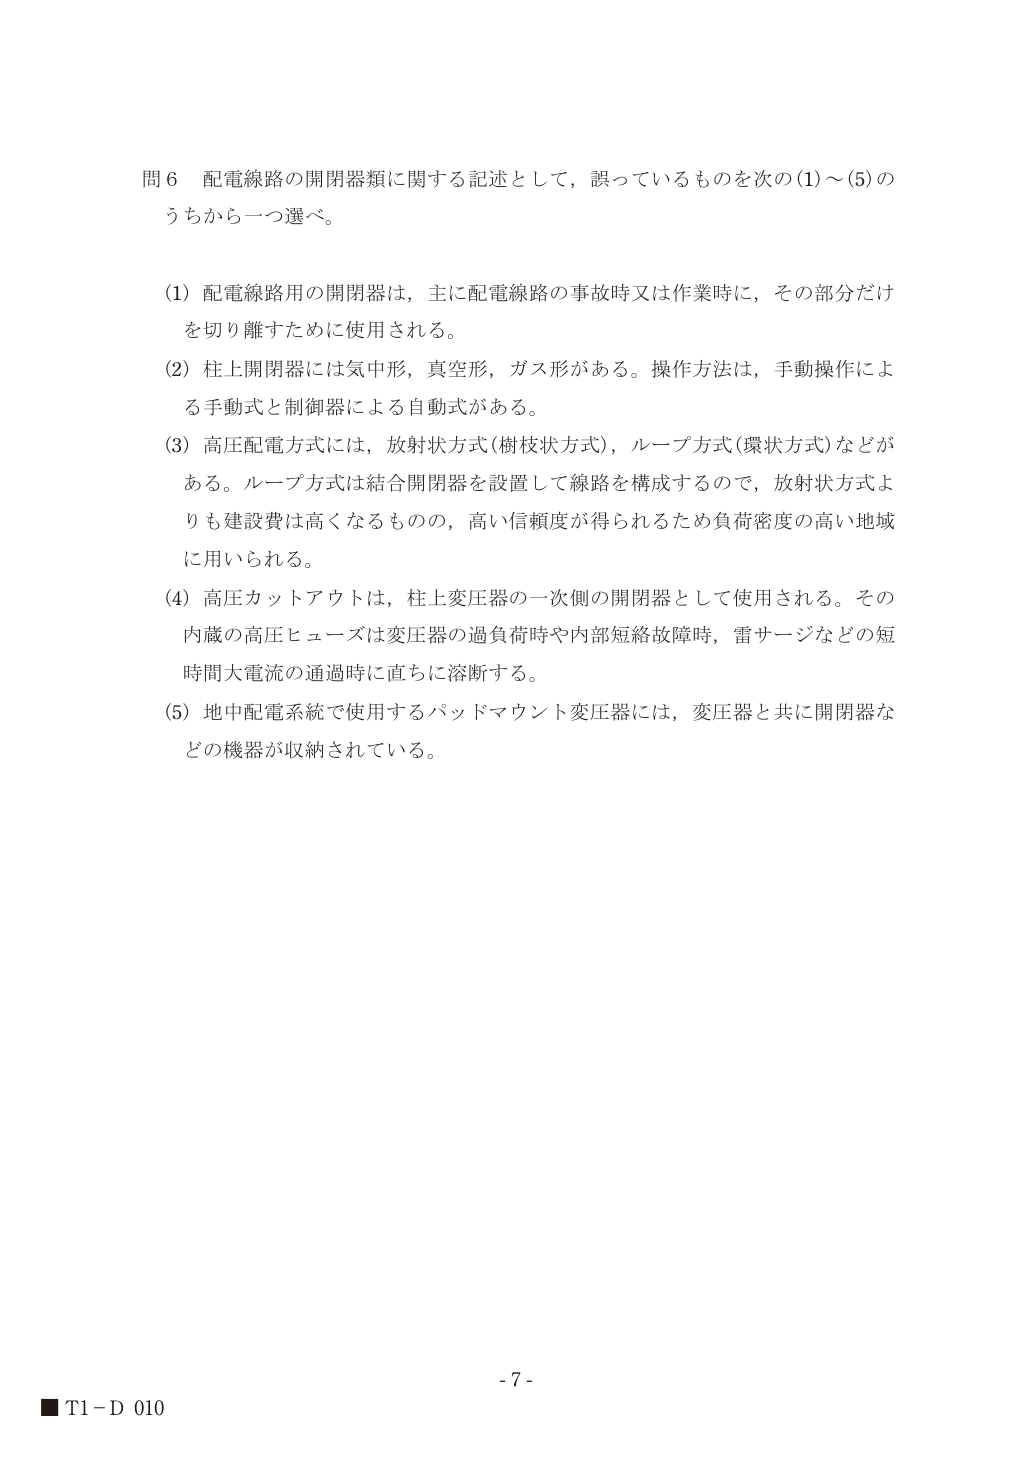 問６　配電線路の開閉器類に関する記述として，誤っているものを次の(1)～(5)の
うちから一つ選べ。
(1) 配電線路用の開閉器は，主に配電線路の事故時又は作業時に，その部分だけ
を切り離すために使用される。
(2) 柱上開閉器には気中形，真空形，ガス形がある。操作方法は，手動操作によ
る手動式と制御器による自動式がある。
(3) 高圧配電方式には，放射状方式(樹枝状方式)，ループ方式(環状方式)などが
ある。ループ方式は結合開閉器を設置して線路を構成するので，放射状方式よ
りも建設費は高くなるものの，高い信頼度が得られるため負荷密度の高い地域
に用いられる。
(4) 高圧カットアウトは，柱上変圧器の一次側の開閉器として使用される。その
内蔵の高圧ヒューズは変圧器の過負荷時や内部短絡故障時，雷サージなどの短
時間大電流の通過時に直ちに溶断する。
(5) 地中配電系統で使用するパッドマウント変圧器には，変圧器と共に開閉器な
どの機器が収納されている。
- 7 -
■ T1－D 010